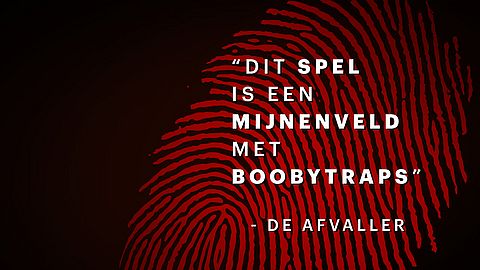 “DIT SPEL
IS EEN
MIJNENVELD
MET
BOOBYTRAPS”
- DE AFVALLER